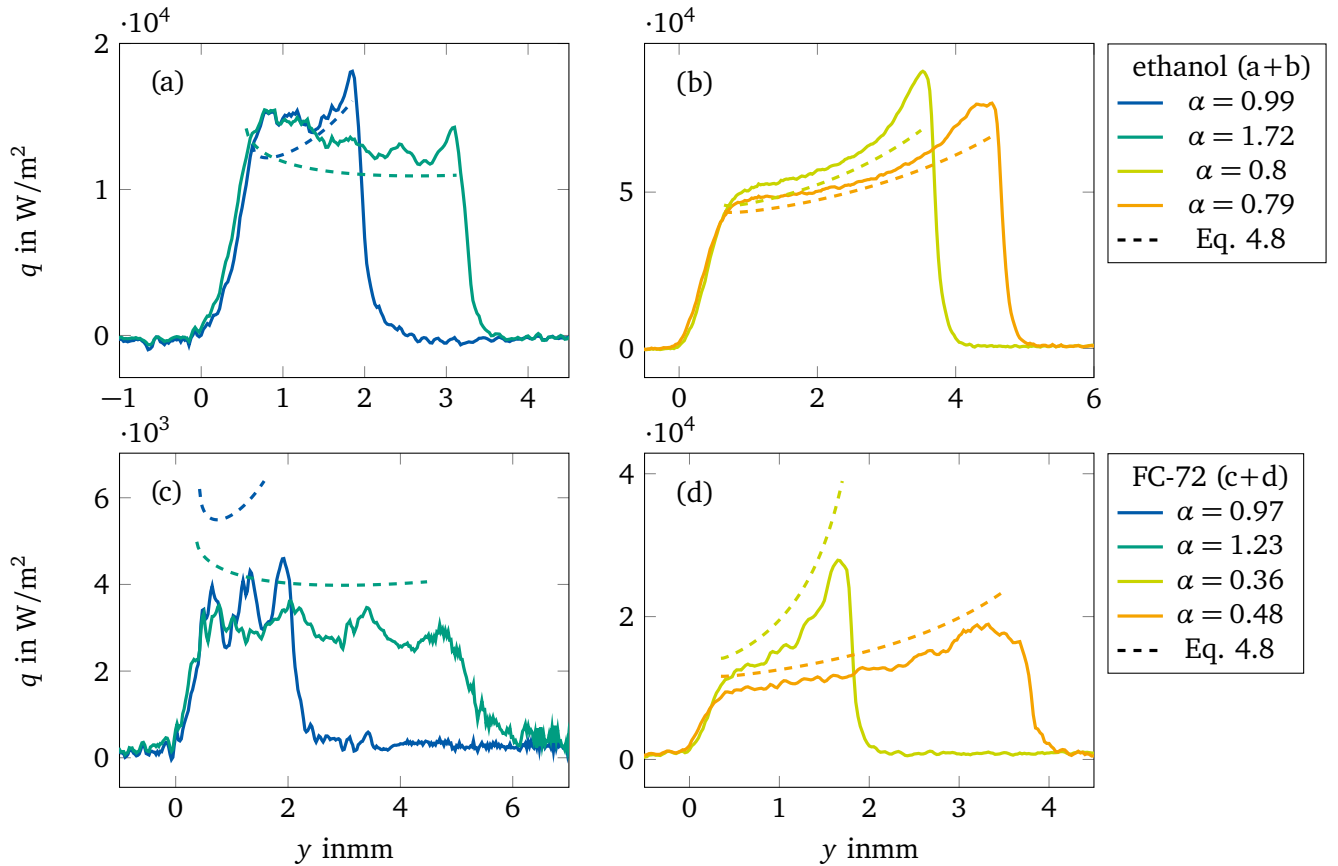 ·10⁴
2
1
0
q in W/m²
(a)
−1 0 1 2 3 4
·10⁴
5
0
(b)
0 2 4 6
ethanol (a+b)
α = 0.99
α = 1.72
α = 0.8
α = 0.79
Eq. 4.8
·10³
6
4
2
0
q in W/m²
(c)
0 2 4 6
y inmm
·10⁴
4
2
0
(d)
0 1 2 3 4
y inmm
FC-72 (c+d)
α = 0.97
α = 1.23
α = 0.36
α = 0.48
Eq. 4.8